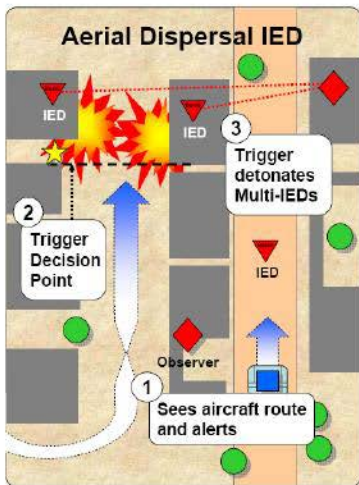 Aerial Dispersal IED
IED
IED
3
Trigger
detonates
Multi-IEDs
2
Trigger
Decision
Point
IED
Observer
1
Sees aircraft route
and alerts